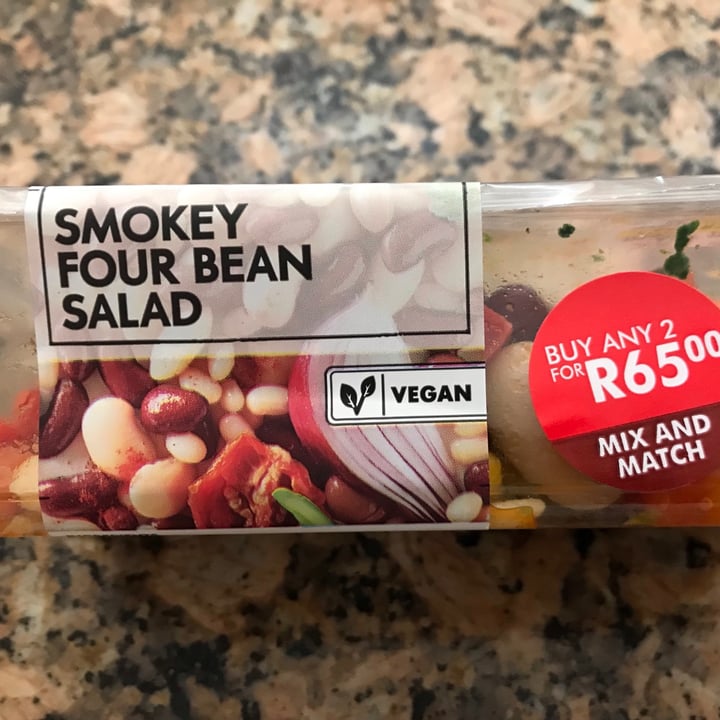 SMOKEY
FOUR BEAN
SALAD
VEGAN
BUY ANY 2
FOR R6500
MIX AND
MATCH